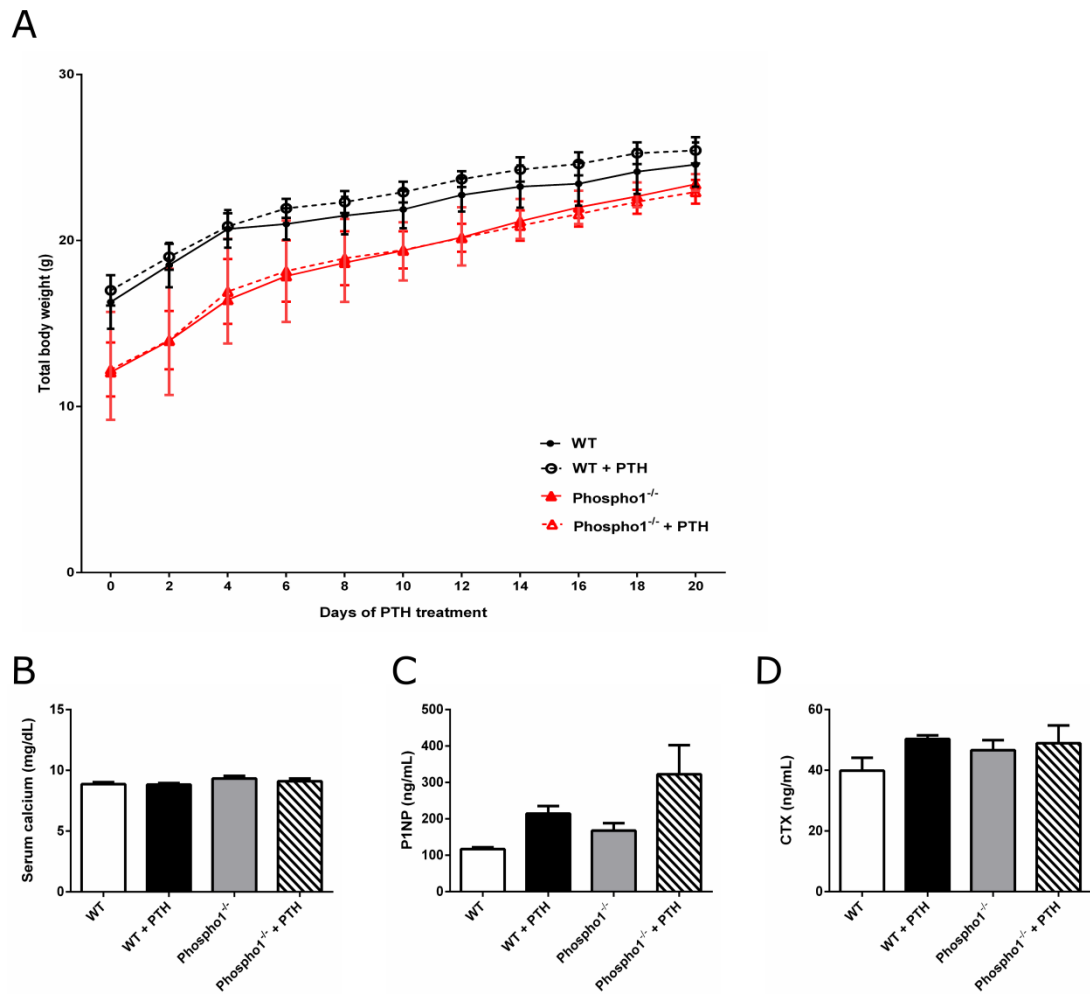 A
30
20
10
0
Total body weight (g)
WT
WT + PTH
Phospho1⁻/⁻
Phospho1⁻/⁻ + PTH
0 2 4 6 8 10 12 14 16 18 20
Days of PTH treatment
B
Serum calcium (mg/dL)
15
10
5
0
WT
WT + PTH
Phospho1⁻/⁻
Phospho1⁻/⁻ + PTH
C
P1NP (ng/mL)
500
400
300
200
100
0
WT
WT + PTH
Phospho1⁻/⁻
Phospho1⁻/⁻ + PTH
D
CTX (ng/mL)
60
40
20
0
WT
WT + PTH
Phospho1⁻/⁻
Phospho1⁻/⁻ + PTH